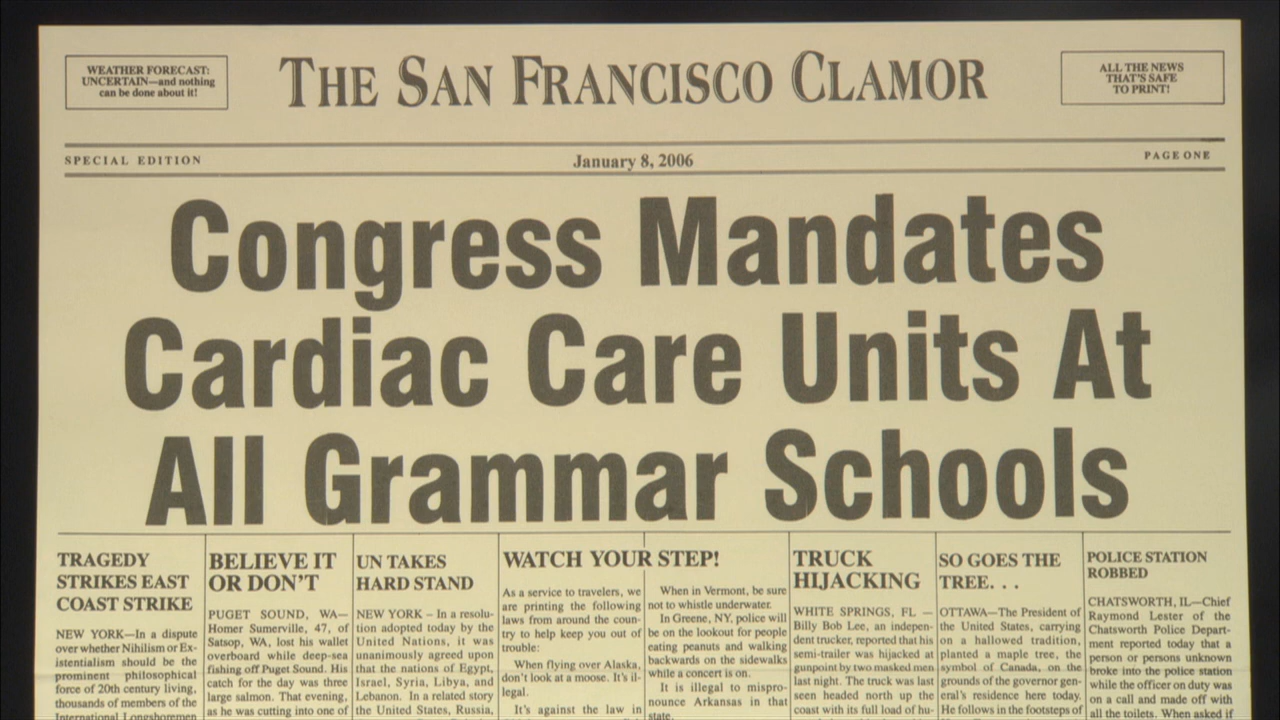 WEATHER FORECAST:
UNCERTAIN—and nothing
can be done about it!
THE SAN FRANCISCO CLAMOR
ALL THE NEWS
THAT'S SAFE
TO PRINT!
SPECIAL EDITION
January 8, 2006
PAGE ONE
Congress Mandates
Cardiac Care Units At
All Grammar Schools
TRAGEDY
STRIKES EAST
COAST STRIKE
NEW YORK—In a dispute
over whether Nihilism or Ex-
istentialism should be the
prominent philosophical
force of 20th century living,
thousands of members of the
International Longshoremen
BELIEVE IT
OR DON'T
PUGET SOUND, WA—
Homer Somerville, 47, of
Satsop, WA, lost his wallet
overboard while deep-sea
fishing off Puget Sound. His
catch for the day was three
large salmon. That evening,
as he was cutting into one of
UN TAKES
HARD STAND
NEW YORK – In a resolu-
tion adopted today by the
United Nations, it was
unanimously agreed upon
that the nations of Egypt,
Israel, Syria, Libya, and
Lebanon. In a related story
the United States, Russia,
WATCH YOUR STEP!
As a service to travelers, we
are printing the following
laws from around the coun-
try to help keep you out of
trouble:
When flying over Alaska,
don't look at a moose. It's il-
legal.
It's against the law in
When in Vermont, be sure
not to whistle underwater.
In Greene, NY, police will
be on the lookout for people
eating peanuts and walking
backwards on the sidewalks
while a concert is on.
It is illegal to mispro-
nounce Arkansas in that
state.
TRUCK
HIJACKING
WHITE SPRINGS, FL —
Billy Bob Lee, an indepen-
dent trucker, reported that his
semi-trailer was hijacked at
gunpoint by two masked men
last night. The truck was last
seen headed north up the
coast with its full load of hu-
SO GOES THE
TREE. . .
OTTAWA—The President of
the United States, carrying
on a hallowed tradition,
planted a maple tree, the
symbol of Canada, on the
grounds of the governor gen-
eral's residence here today.
He follows in the footsteps of
POLICE STATION
ROBBED
CHATSWORTH, IL—Chief
Raymond Lester of the
Chatsworth Police Depart-
ment reported today that a
person or persons unknown
broke into the police station
while the officer on duty was
on a call and made off with
all the toilets. When asked if